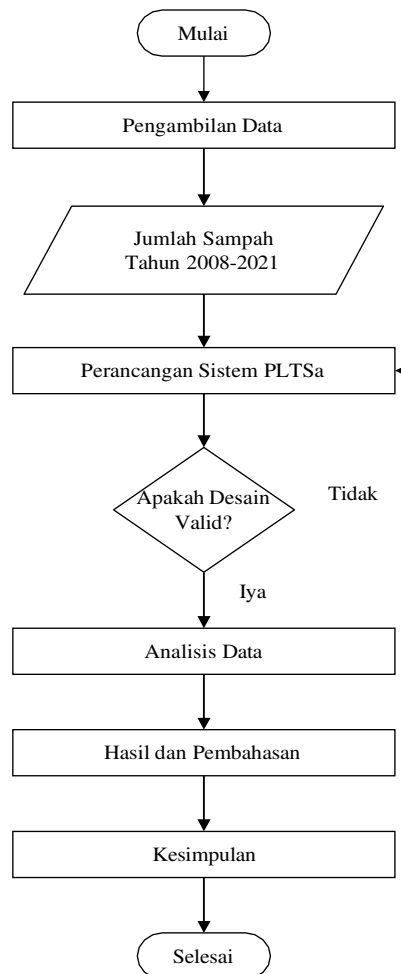 Mulai
Pengambilan Data
Jumlah Sampah
Tahun 2008-2021
Perancangan Sistem PLTSa
Apakah Desain
Valid?
Tidak
Iya
Analisis Data
Hasil dan Pembahasan
Kesimpulan
Selesai